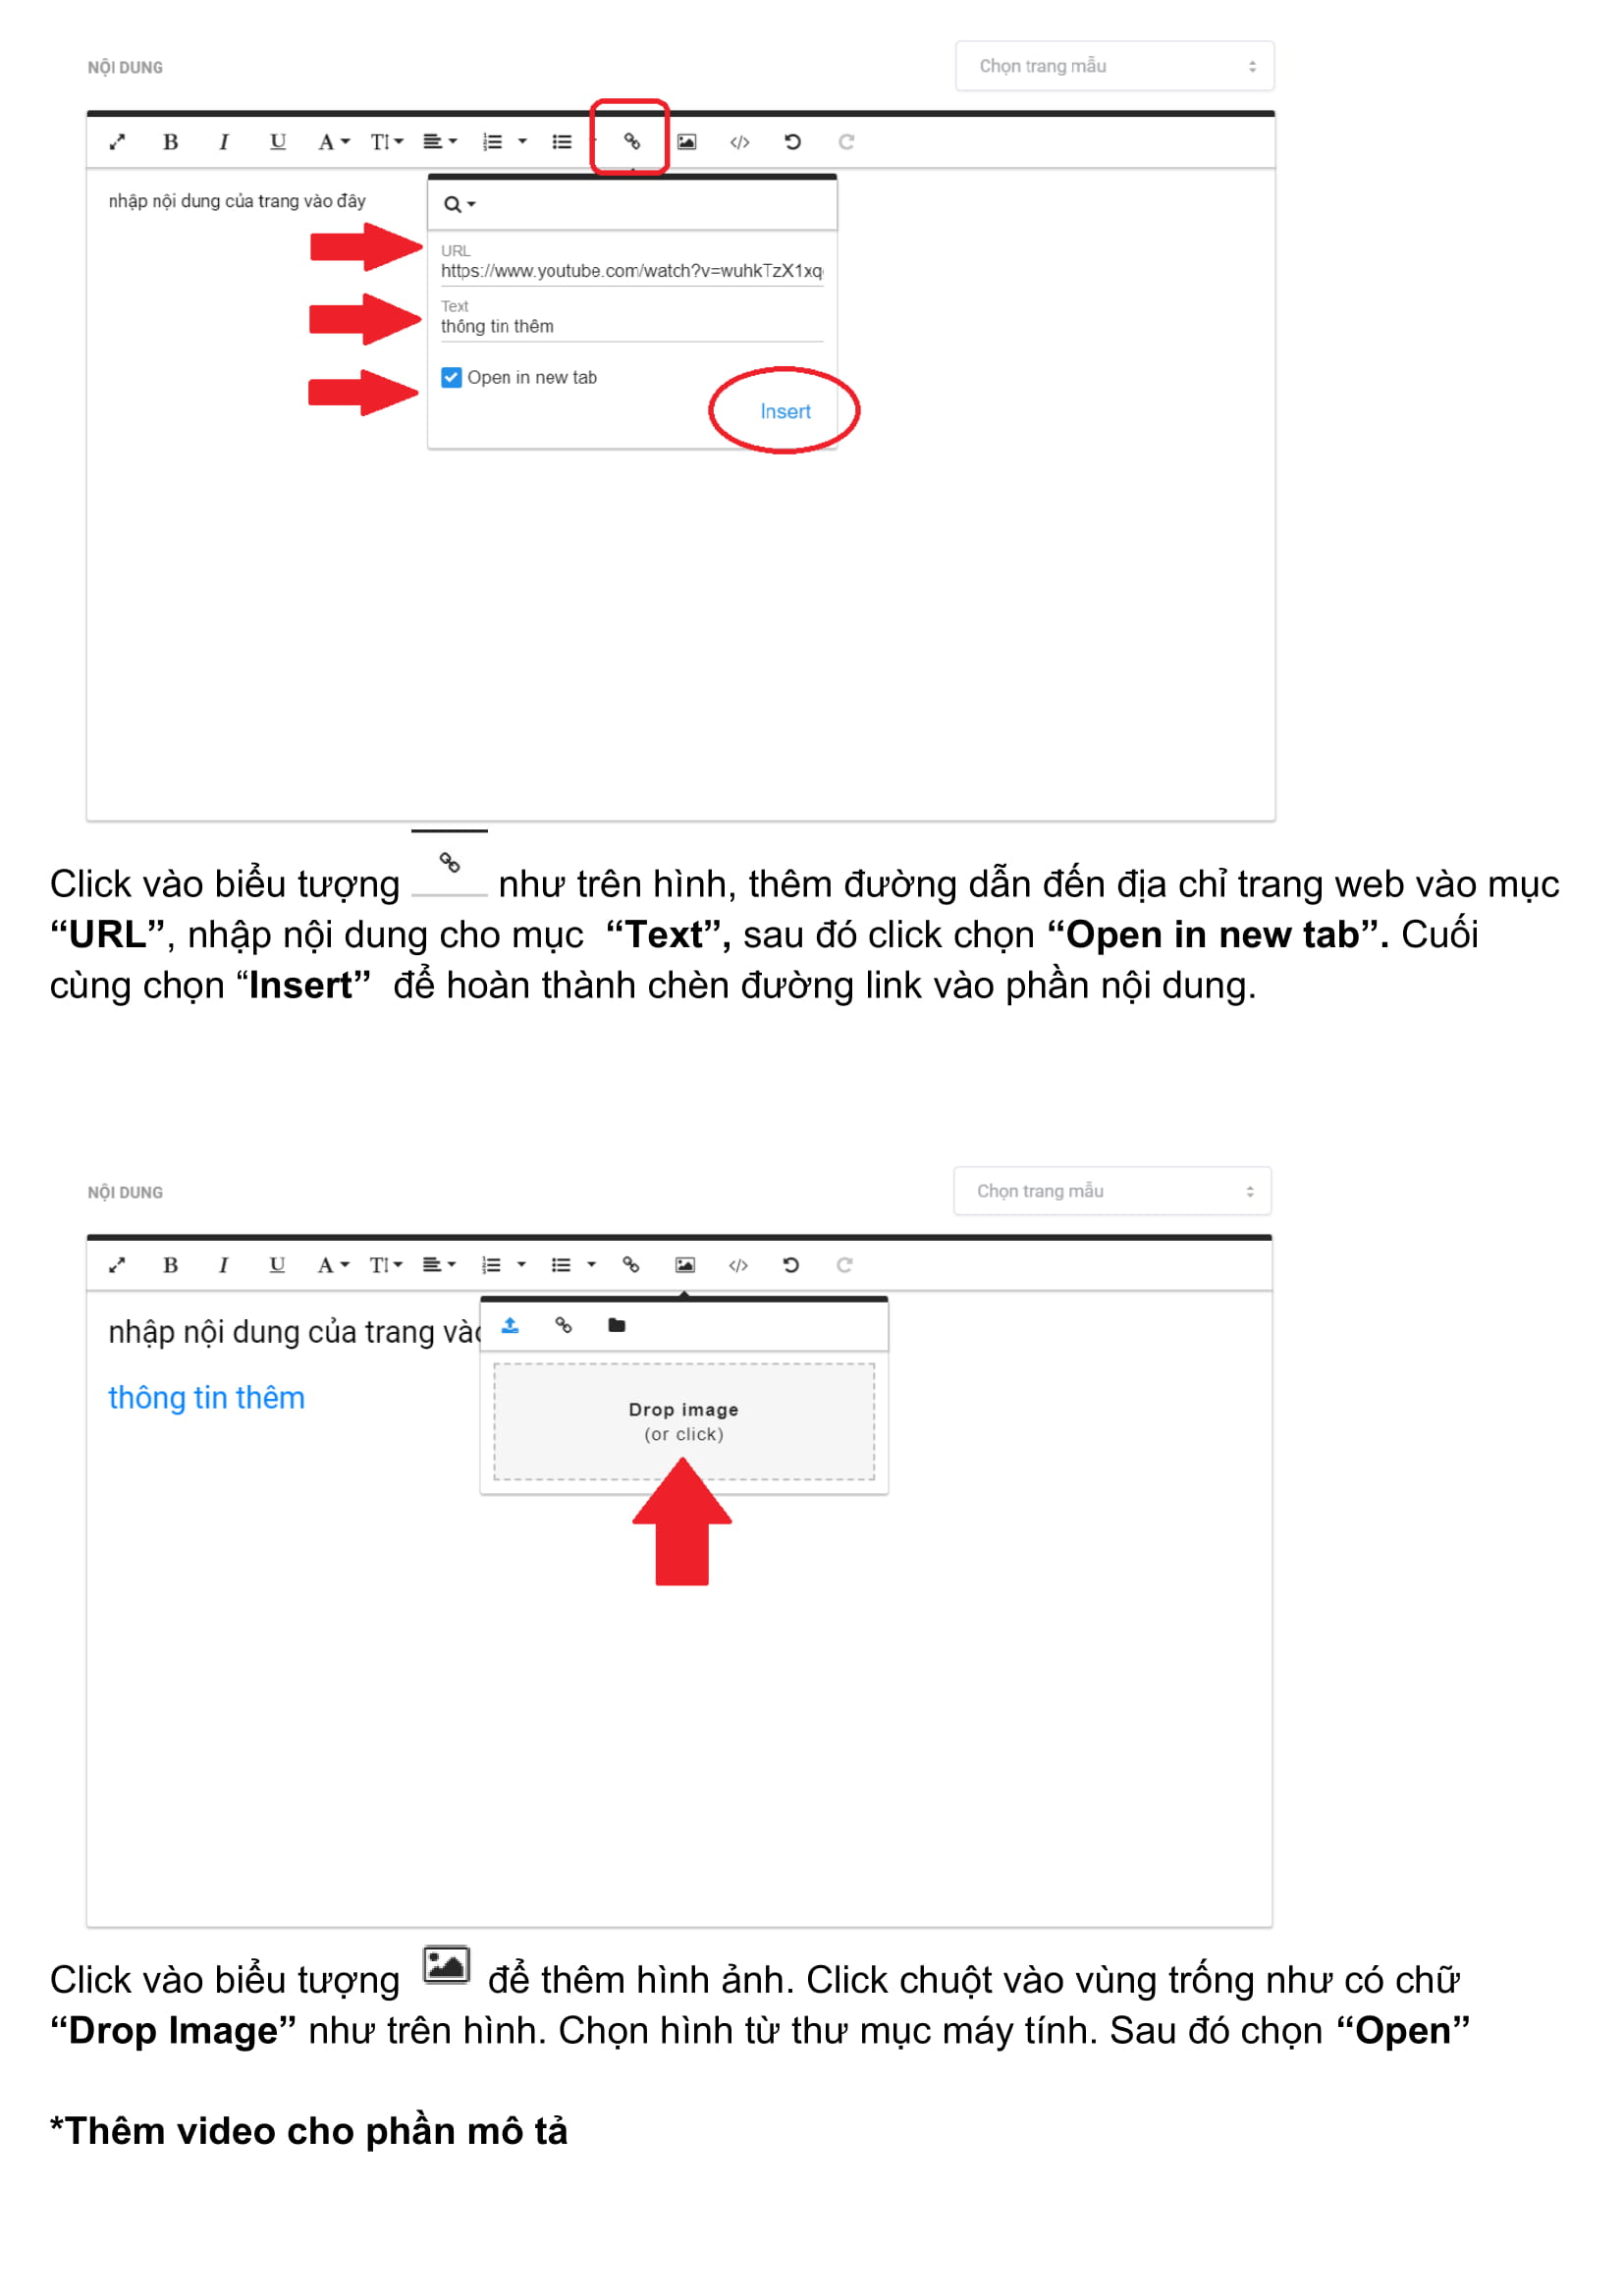 NỘI DUNG
Chọn trang mẫu
B I U A T
nhập nội dung của trang vào đây
URL
https://www.youtube.com/watch?v=wuhkTzX1xq
Text
thông tin thêm
Open in new tab
Insert
Click vào biểu tượng như trên hình, thêm đường dẫn đến địa chỉ trang web vào mục
“URL”, nhập nội dung cho mục “Text”, sau đó click chọn “Open in new tab”. Cuối
cùng chọn “Insert” để hoàn thành chèn đường link vào phần nội dung.
NỘI DUNG
Chọn trang mẫu
B I U A T
nhập nội dung của trang và
thông tin thêm
Drop image
(or click)
Click vào biểu tượng để thêm hình ảnh. Click chuột vào vùng trống như có chữ
“Drop Image” như trên hình. Chọn hình từ thư mục máy tính. Sau đó chọn “Open”
*Thêm video cho phần mô tả